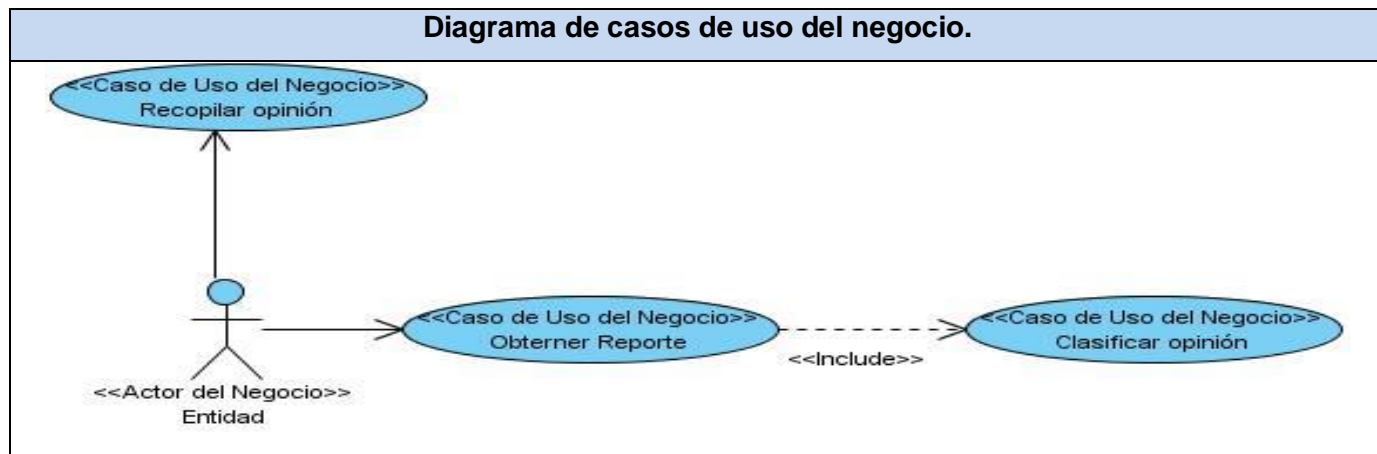 Diagrama de casos de uso del negocio.
<<Caso de Uso del Negocio>>
Recopilar opinión
<<Caso de Uso del Negocio>>
Obterner Reporte
<<Include>>
<<Caso de Uso del Negocio>>
Clasificar opinión
<<Actor del Negocio>>
Entidad